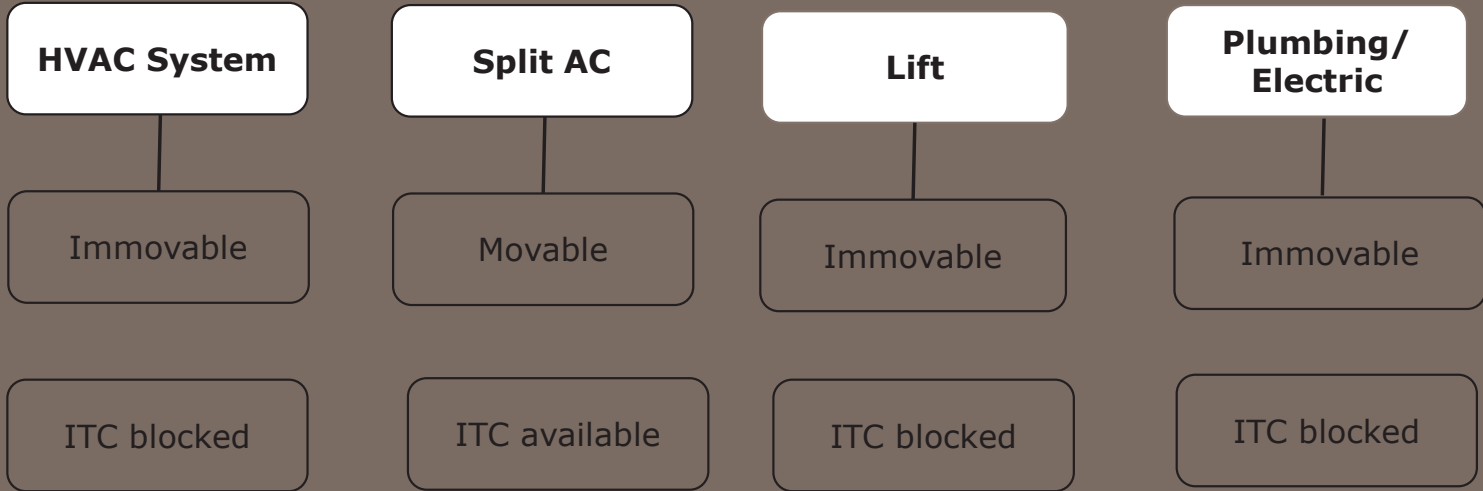 HVAC System
Split AC
Lift
Plumbing/
Electric
Immovable
Movable
Immovable
Immovable
ITC blocked
ITC available
ITC blocked
ITC blocked